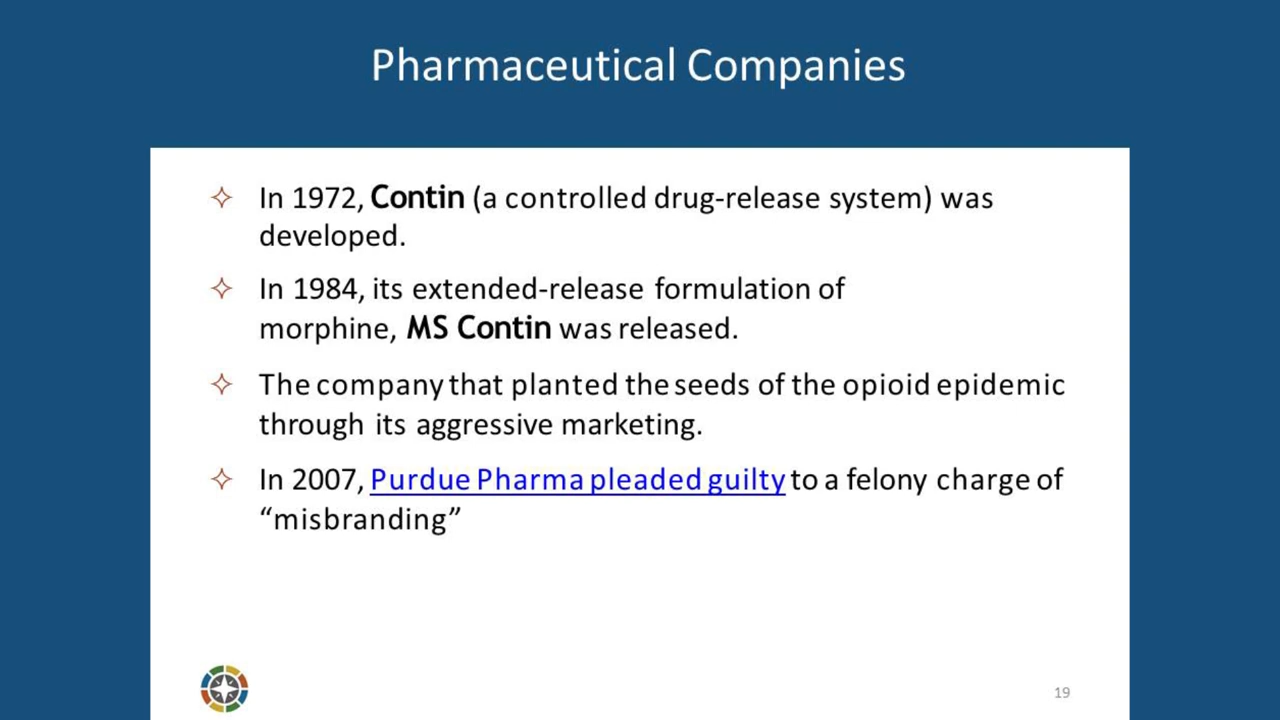 Pharmaceutical Companies
In 1972, Contin (a controlled drug-release system) was
developed.
In 1984, its extended-release formulation of
morphine, MS Contin was released.
The company that planted the seeds of the opioid epidemic
through its aggressive marketing.
In 2007, Purdue Pharma pleaded guilty to a felony charge of
“misbranding”
19